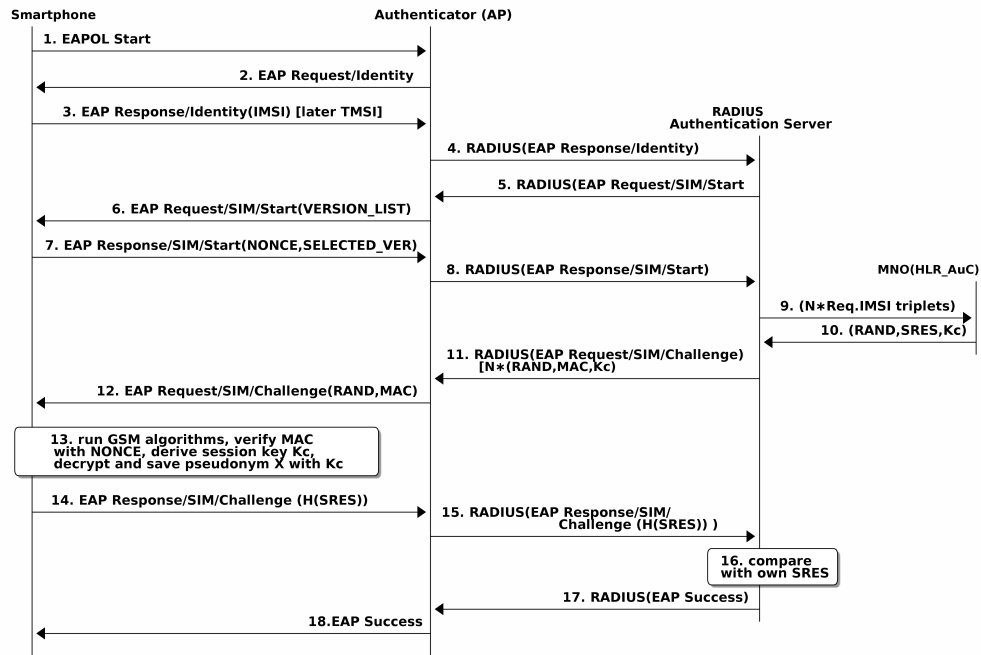 Smartphone
Authenticator (AP)
1. EAPOL Start
2. EAP Request/Identity
3. EAP Response/Identity(IMSI) [later TMSI]
RADIUS
Authentication Server
4. RADIUS(EAP Response/Identity)
5. RADIUS(EAP Request/SIM/Start
6. EAP Request/SIM/Start(VERSION_LIST)
7. EAP Response/SIM/Start(NONCE,SELECTED_VER)
8. RADIUS(EAP Response/SIM/Start)
MNO(HLR_AuC)
9. (N∗Req.IMSI triplets)
10. (RAND,SRES,Kc)
11. RADIUS(EAP Request/SIM/Challenge)
[N∗(RAND,MAC,Kc)
12. EAP Request/SIM/Challenge(RAND,MAC)
13. run GSM algorithms, verify MAC
with NONCE, derive session key Kc,
decrypt and save pseudonym X with Kc
14. EAP Response/SIM/Challenge (H(SRES))
15. RADIUS(EAP Response/SIM/
Challenge (H(SRES)) )
16. compare
with own SRES
17. RADIUS(EAP Success)
18.EAP Success